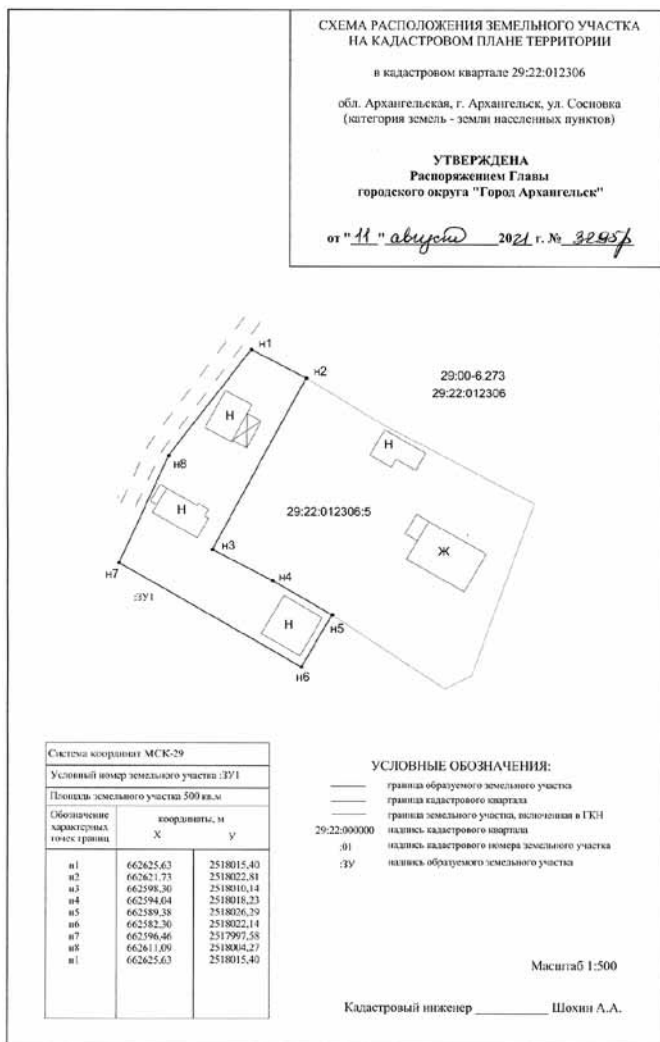 СХЕМА РАСПОЛОЖЕНИЯ ЗЕМЕЛЬНОГО УЧАСТКА
НА КАДАСТРОВОМ ПЛАНЕ ТЕРРИТОРИИ
в кадастровом квартале 29:22:012306
обл. Архангельская, г. Архангельск, ул. Сосновка
(категория земель - земли населенных пунктов)
УТВЕРЖДЕНА
Распоряжением Главы
городского округа "Город Архангельск"
от "11" августа 2021 г. № 3295р
н1
н2
29:00-6.273
29:22:012306
Н
Н
н8
Н
29:22:012306:5
Ж
н3
н4
н7
:ЗУ1
Н
н5
н6
Система координат МСК-29
Условный номер земельного участка :ЗУ1
Площадь земельного участка 500 кв.м
Обозначение характерных точек границ
координаты, м
X У
н1 662625,63 2518015,40
н2 662621,73 2518022,81
н3 662598,30 2518010,14
н4 662594,04 2518018,23
н5 662589,38 2518026,29
н6 662582,30 2518022,14
н7 662596,46 2517997,58
н8 662611,09 2518004,27
н1 662625,63 2518015,40
УСЛОВНЫЕ ОБОЗНАЧЕНИЯ:
граница образуемого земельного участка
граница кадастрового квартала
граница земельного участка, включенная в ГКН
29:22:000000 надпись кадастрового квартала
:01 надпись кадастрового номера земельного участка
:ЗУ надпись образуемого земельного участка
Масштаб 1:500
Кадастровый инженер Шохин А.А.